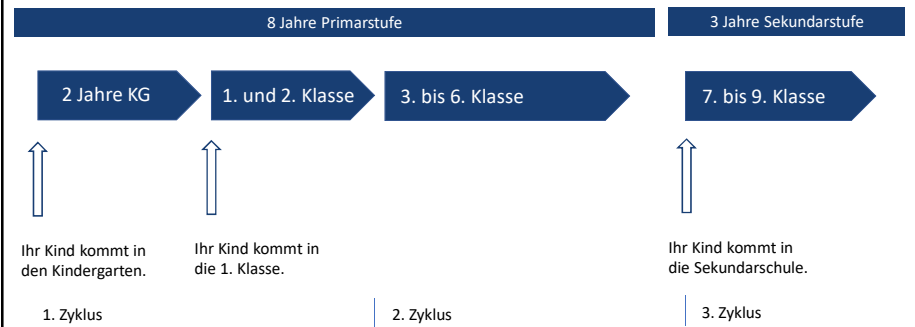 8 Jahre Primarstufe
3 Jahre Sekundarstufe
2 Jahre KG
1. und 2. Klasse
3. bis 6. Klasse
7. bis 9. Klasse
Ihr Kind kommt in
den Kindergarten.
Ihr Kind kommt in
die 1. Klasse.
Ihr Kind kommt in
die Sekundarschule.
1. Zyklus
2. Zyklus
3. Zyklus